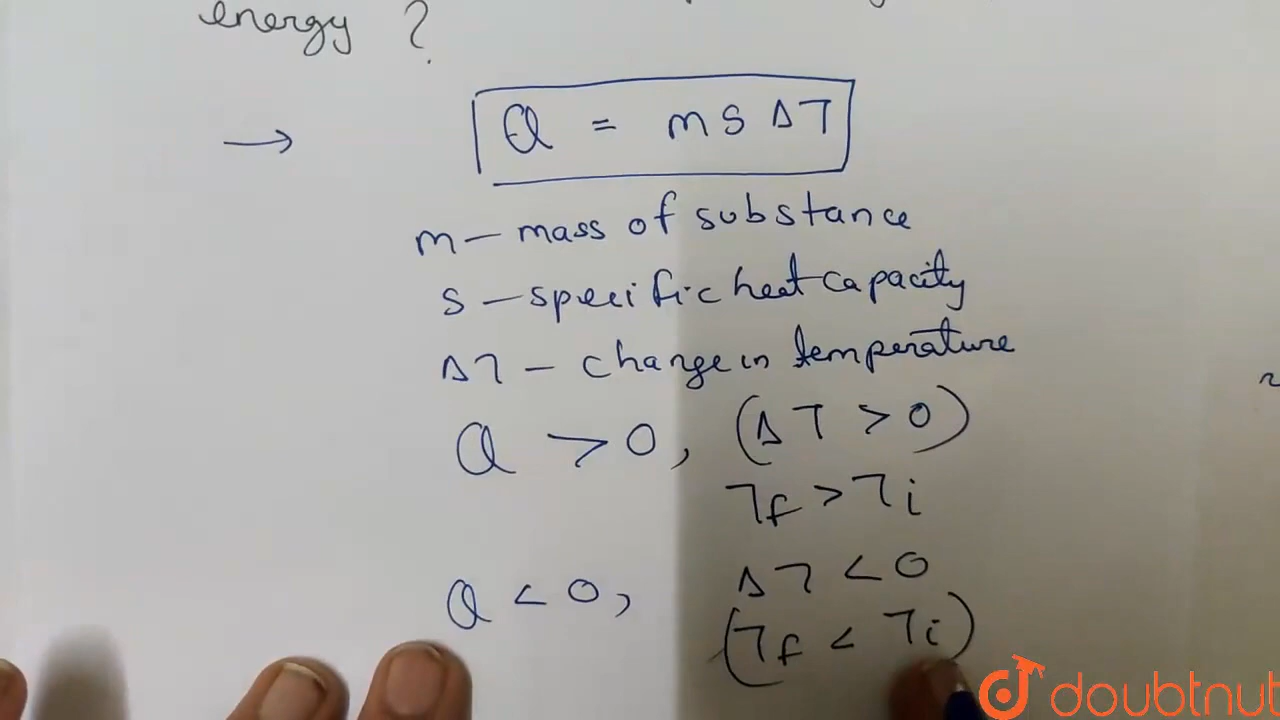 energy ?
→ Q = m s ΔT
m — mass of substance
s — specific heat capacity
ΔT — change in temperature
Q > 0, (ΔT > 0)
Tf > Ti
Q < 0, ΔT < 0
(Tf < Ti)
doubtnut